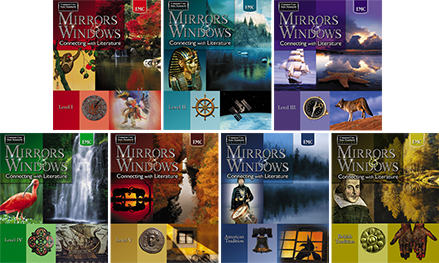 MIRRORS
WINDOWS
Connecting with Literature
EMC
Level I
MIRRORS
WINDOWS
Connecting with Literature
EMC
Level II
MIRRORS
WINDOWS
Connecting with Literature
EMC
Level III
MIRRORS
WINDOWS
Connecting with Literature
EMC
Level IV
MIRRORS
WINDOWS
Connecting with Literature
EMC
Level V
MIRRORS
WINDOWS
Connecting with Literature
EMC
American
Tradition
MIRRORS
WINDOWS
Connecting with Literature
EMC
British
Tradition